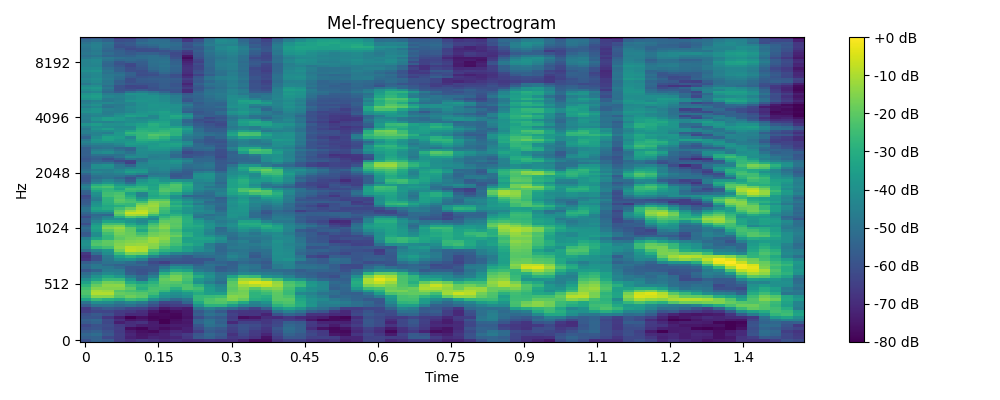 Mel-frequency spectrogram
+0 dB
8192
-10 dB
4096
-20 dB
-30 dB
2048
Hz
-40 dB
1024
-50 dB
-60 dB
512
-70 dB
0
-80 dB
0 0.15 0.3 0.45 0.6 0.75 0.9 1.1 1.2 1.4
Time